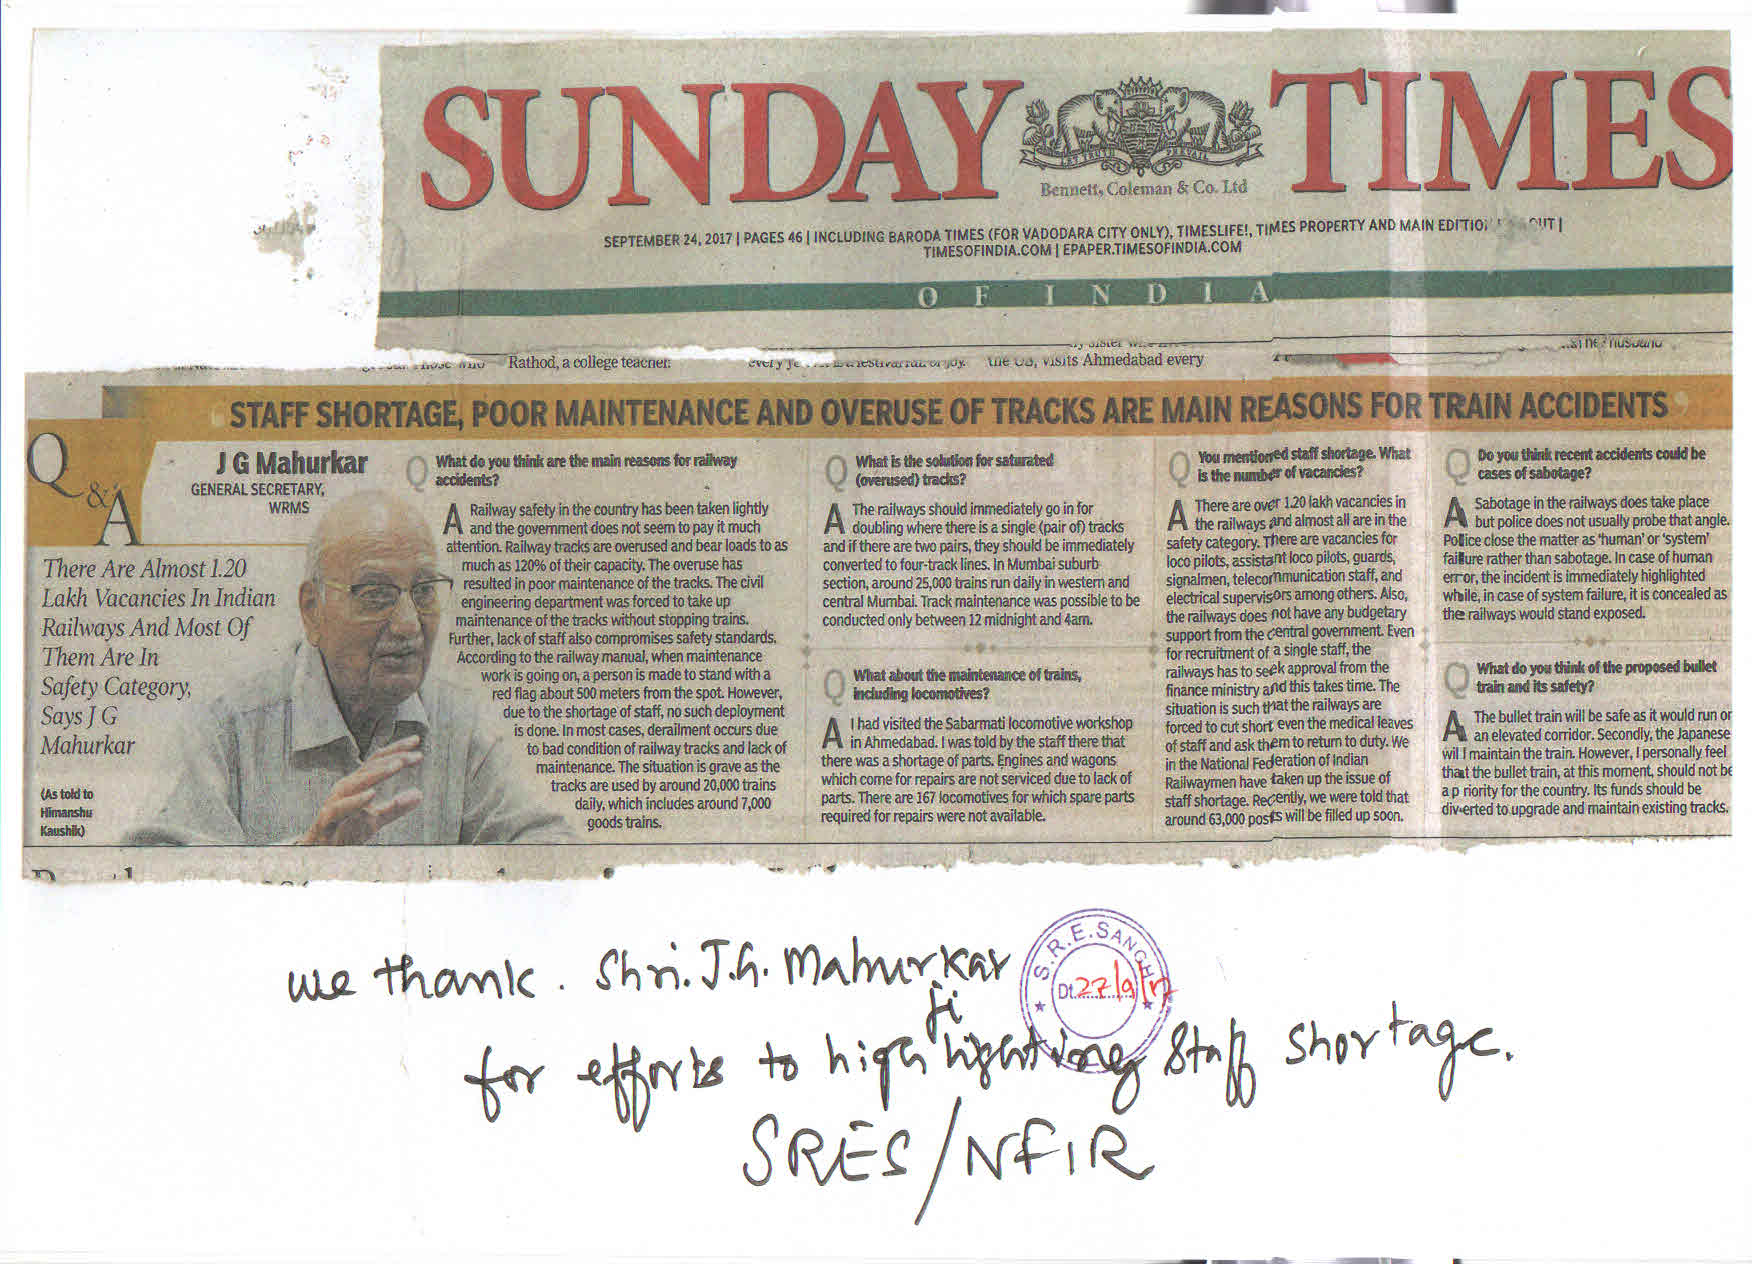 SUNDAY TIMES
LET TRUTH PREVAIL
Bennett, Coleman & Co. Ltd
SEPTEMBER 24, 2017 | PAGES 46 | INCLUDING BARODA TIMES (FOR VADODARA CITY ONLY), TIMESLIFE!, TIMES PROPERTY AND MAIN EDITIO
TIMESOFINDIA.COM | EPAPER.TIMESOFINDIA.COM
OF INDIA
Rathod, a college teacher:
the US, visits Ahmedabad every
‘STAFF SHORTAGE, POOR MAINTENANCE AND OVERUSE OF TRACKS ARE MAIN REASONS FOR TRAIN ACCIDENTS’
Q & A
J G Mahurkar
GENERAL SECRETARY,
WRMS
There Are Almost 1.20
Lakh Vacancies In Indian
Railways And Most Of
Them Are In
Safety Category,
Says J G
Mahurkar
(As told to
Himanshu
Kaushik)
Q What do you think are the main reasons for railway
accidents?
A Railway safety in the country has been taken lightly
and the government does not seem to pay it much
attention. Railway tracks are overused and bear loads to as
much as 120% of their capacity. The overuse has
resulted in poor maintenance of the tracks. The civil
engineering department was forced to take up
maintenance of the tracks without stopping trains.
Further, lack of staff also compromises safety standards.
According to the railway manual, when maintenance
work is going on, a person is made to stand with a
red flag about 500 meters from the spot. However,
due to the shortage of staff, no such deployment
is done. In most cases, derailment occurs due
to bad condition of railway tracks and lack of
maintenance. The situation is grave as the
tracks are used by around 20,000 trains
daily, which includes around 7,000
goods trains.
Q What is the solution for saturated
(overused) tracks?
A The railways should immediately go in for
doubling where there is a single (pair of) tracks
and if there are two pairs, they should be immediately
converted to four-track lines. In Mumbai suburb
section, around 25,000 trains run daily in western and
central Mumbai. Track maintenance was possible to be
conducted only between 12 midnight and 4am.
Q What about the maintenance of trains,
including locomotives?
A I had visited the Sabarmati locomotive workshop
in Ahmedabad. I was told by the staff there that
there was a shortage of parts. Engines and wagons
which come for repairs are not serviced due to lack of
parts. There are 167 locomotives for which spare parts
required for repairs were not available.
Q You mentioned staff shortage. What
is the number of vacancies?
A There are over 1.20 lakh vacancies in
the railways and almost all are in the
safety category. There are vacancies for
loco pilots, assistant loco pilots, guards,
signalmen, telecommunication staff, and
electrical supervisors among others. Also,
the railways does not have any budgetary
support from the central government. Even
for recruitment of a single staff, the
railways has to seek approval from the
finance ministry and this takes time. The
situation is such that the railways are
forced to cut short even the medical leaves
of staff and ask them to return to duty. We
in the National Federation of Indian
Railwaymen have taken up the issue of
staff shortage. Recently, we were told that
around 63,000 posts will be filled up soon.
Q Do you think recent accidents could be
cases of sabotage?
A Sabotage in the railways does take place
but police does not usually probe that angle.
Police close the matter as ‘human’ or ‘system’
failure rather than sabotage. In case of human
error, the incident is immediately highlighted
while, in case of system failure, it is concealed as
the railways would stand exposed.
Q What do you think of the proposed bullet
train and its safety?
A The bullet train will be safe as it would run on
an elevated corridor. Secondly, the Japanese
will maintain the train. However, I personally feel
that the bullet train, at this moment, should not be
a priority for the country. Its funds should be
diverted to upgrade and maintain existing tracks.
we thank. Shri. J.G. Mahurkar
ji
for efforts to highlighting Staff Shortage.
SRES/NFIR
S.R.E. SANGH
Dt. 27/9/17